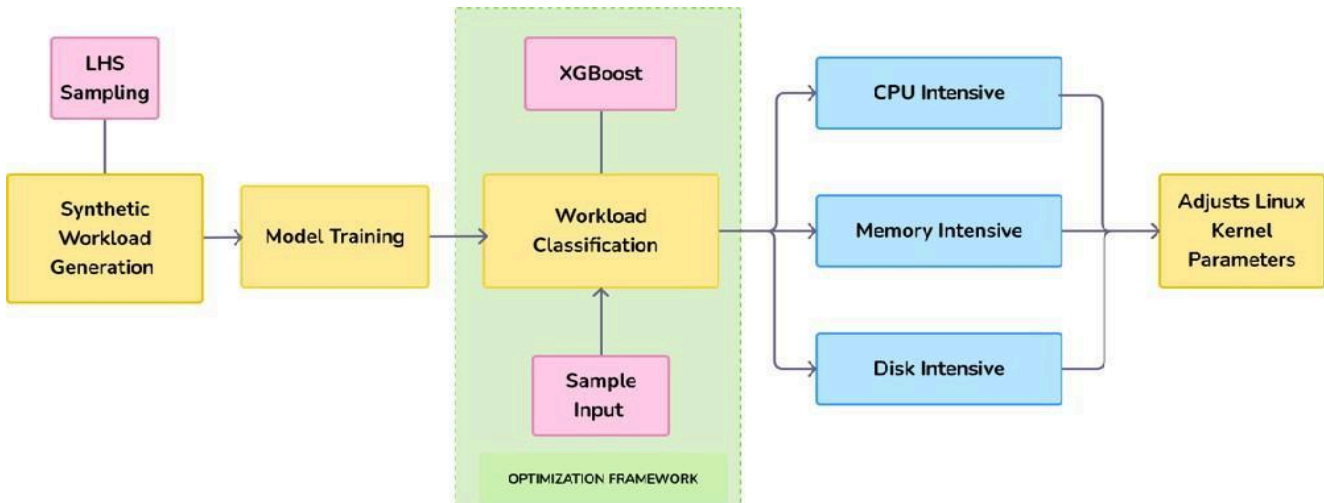 LHS
Sampling
XGBoost
CPU Intensive
Synthetic
Workload
Generation
Model Training
Workload
Classification
Memory Intensive
Adjusts Linux
Kernel
Parameters
Sample
Input
Disk Intensive
OPTIMIZATION FRAMEWORK